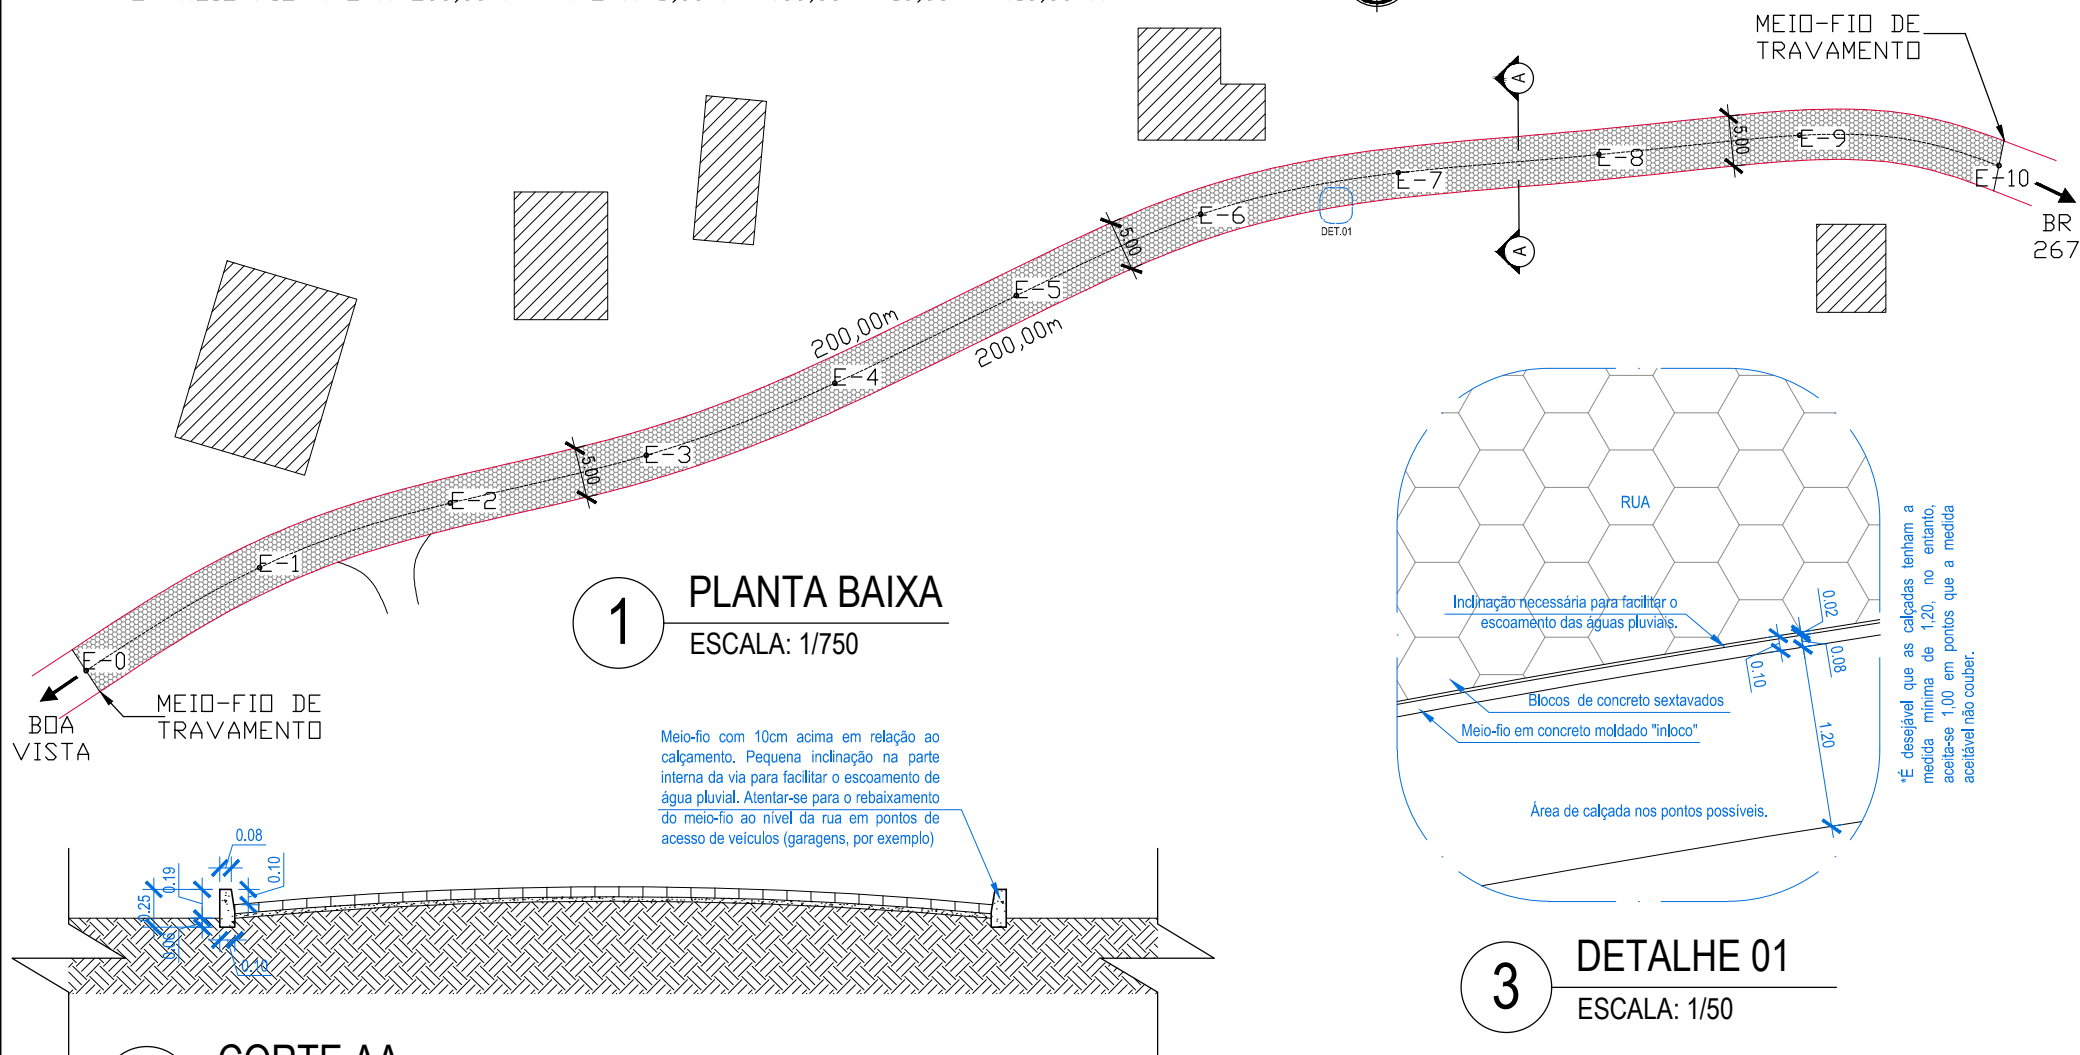 MEIO-FIO DE
TRAVAMENTO
A
A
5.00
E-9
E-8
E-10
E-7
BR
267
E-6
DET.01
5.00
E-5
200,00m
200,00m
E-4
E-3
5.00
E-2
E-1
E-0
MEIO-FIO DE
TRAVAMENTO
BOA
VISTA
1
PLANTA BAIXA
ESCALA: 1/750
RUA
Inclinação necessária para facilitar o
escoamento das águas pluviais.
0.02
0.08
0.10
Blocos de concreto sextavados
Meio-fio em concreto moldado "inloco"
1.20
Área de calçada nos pontos possíveis.
*É desejável que as calçadas tenham a
medida mínima de 1,20, no entanto,
aceita-se 1,00 em pontos que a medida
aceitável não couber.
Meio-fio com 10cm acima em relação ao
calçamento. Pequena inclinação na parte
interna da via para facilitar o escoamento de
água pluvial. Atentar-se para o rebaixamento
do meio-fio ao nível da rua em pontos de
acesso de veículos (garagens, por exemplo)
0.08
0.19
0.10
0.25
0.06
0.10
3
DETALHE 01
ESCALA: 1/50
CORTE AA